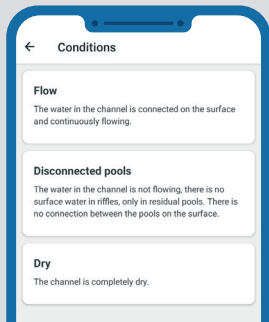 Conditions
Flow
The water in the channel is connected on the surface
and continuously flowing.
Disconnected pools
The water in the channel is not flowing, there is no
surface water in riffles, only in residual pools. There is
no connection between the pools on the surface.
Dry
The channel is completely dry.